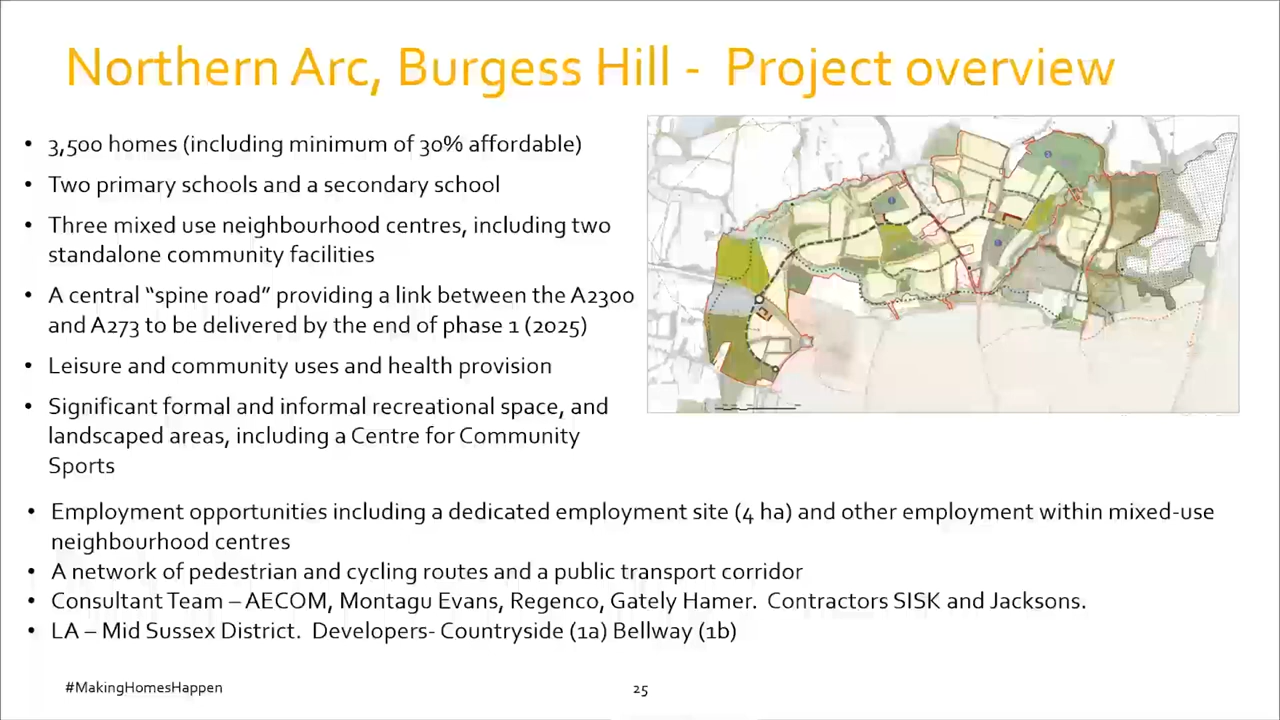 Northern Arc, Burgess Hill -  Project overview
• 3,500 homes (including minimum of 30% affordable)
• Two primary schools and a secondary school
• Three mixed use neighbourhood centres, including two
standalone community facilities
• A central “spine road” providing a link between the A2300
and A273 to be delivered by the end of phase 1 (2025)
• Leisure and community uses and health provision
• Significant formal and informal recreational space, and
landscaped areas, including a Centre for Community
Sports
• Employment opportunities including a dedicated employment site (4 ha) and other employment within mixed-use
neighbourhood centres
• A network of pedestrian and cycling routes and a public transport corridor
• Consultant Team – AECOM, Montagu Evans, Regenco, Gately Hamer.  Contractors SISK and Jacksons.
• LA – Mid Sussex District.  Developers- Countryside (1a) Bellway (1b)
#MakingHomesHappen
25